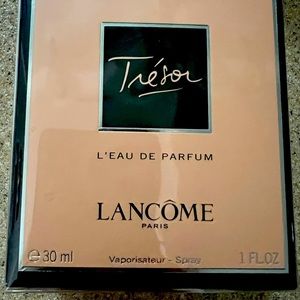 Trésor
L'EAU DE PARFUM
LANCÔME
PARIS
℮30 ml
Vaporisateur - Spray
1 FL.OZ